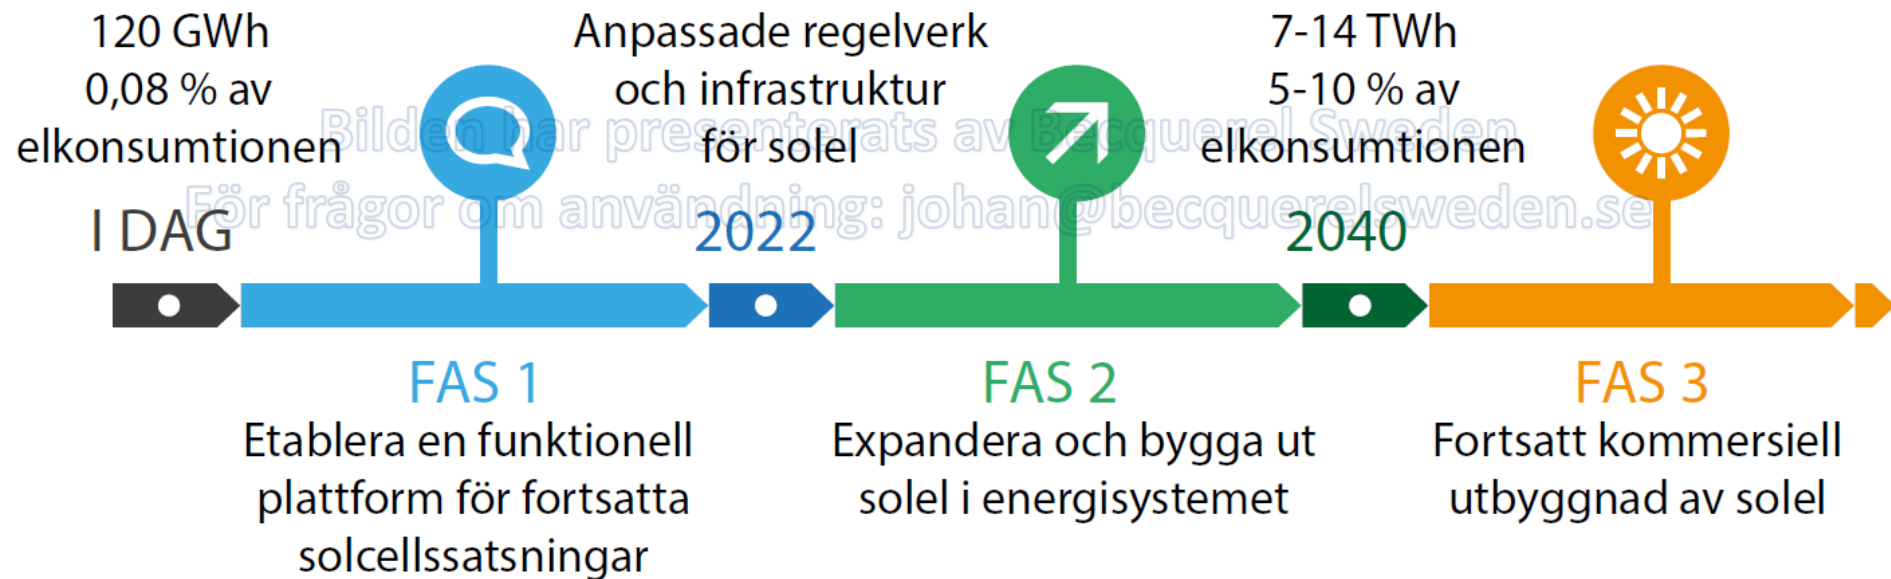 120 GWh
0,08 % av
elkonsumtionen
Anpassade regelverk
och infrastruktur
för solel
7-14 TWh
5-10 % av
elkonsumtionen
Bilden har presenterats av Becquerel Sweden
För frågor om användning: johan@becquerelsweden.se
I DAG
2022
2040
FAS 1
Etablera en funktionell
plattform för fortsatta
solcellssatsningar
FAS 2
Expandera och bygga ut
solel i energisystemet
FAS 3
Fortsatt kommersiell
utbyggnad av solel